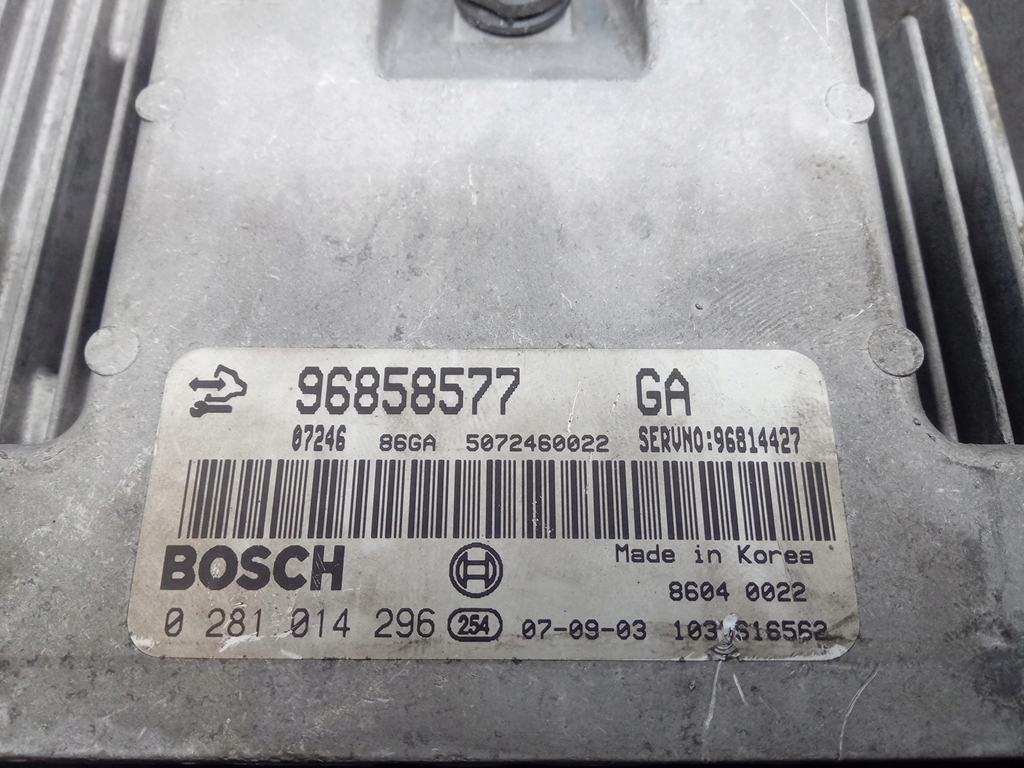 96858577 GA
07246 86GA 5072460022 SERVNO:96814427
BOSCH Made in Korea
8604 0022
0 281 014 296 254 07-09-03